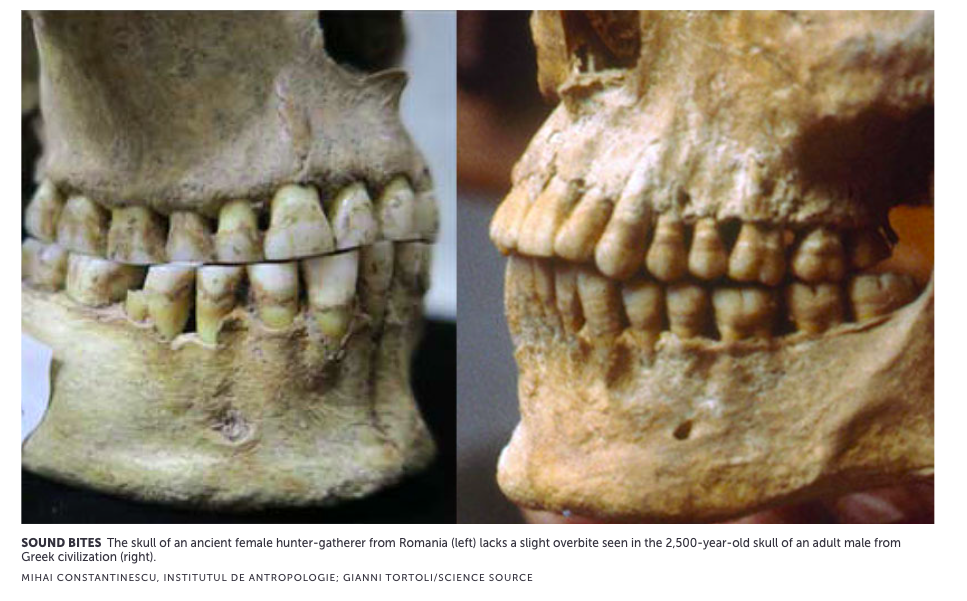 SOUND BITES The skull of an ancient female hunter-gatherer from Romania (left) lacks a slight overbite seen in the 2,500-year-old skull of an adult male from
Greek civilization (right).
MIHAI CONSTANTINESCU, INSTITUTUL DE ANTROPOLOGIE; GIANNI TORTOLI/SCIENCE SOURCE